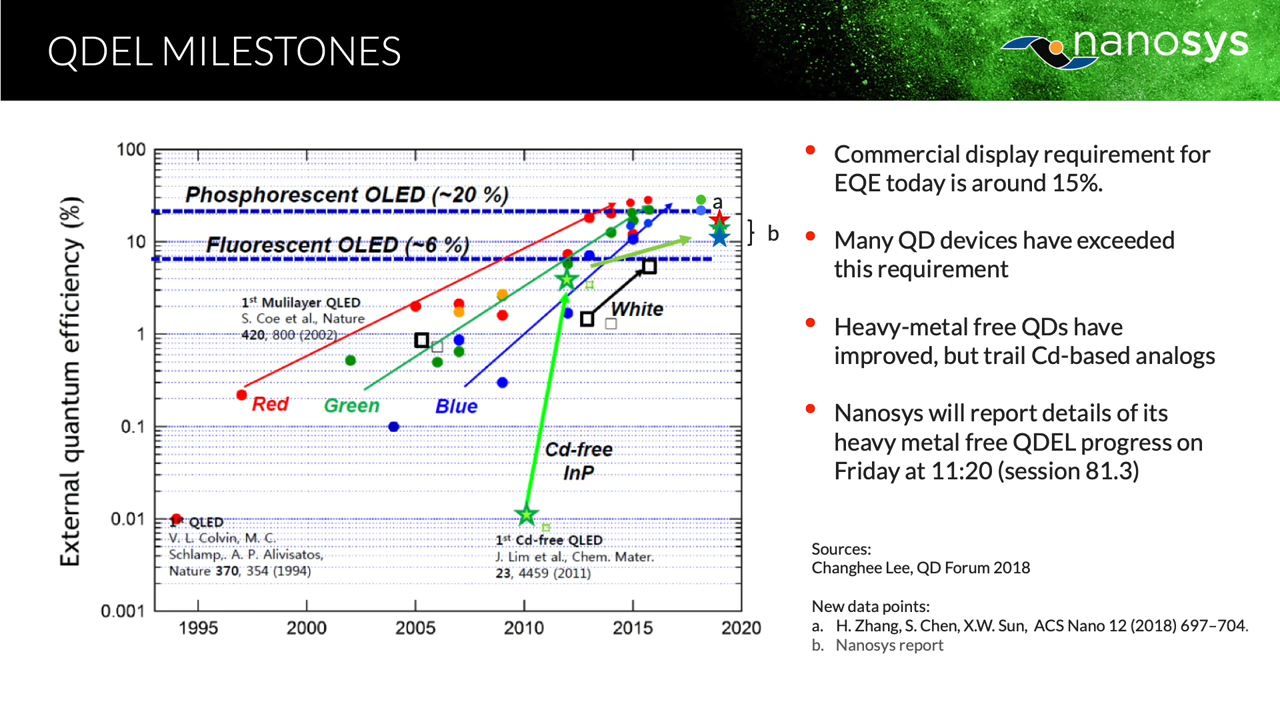 QDEL MILESTONES
nanosys
External quantum efficiency (%)
100
10
1
0.1
0.01
0.001
1995
2000
2005
2010
2015
2020
Phosphorescent OLED (~20 %)
Fluorescent OLED (~6 %)
1st Mulilayer QLED
S. Coe et al., Nature
420, 800 (2002)
Red
Green
Blue
White
Cd-free
InP
1st QLED
V. L. Colvin, M. C.
Schlamp,. A. P. Alivisatos,
Nature 370, 354 (1994)
1st Cd-free QLED
J. Lim et al., Chem. Mater.
23, 4459 (2011)
a
b
• Commercial display requirement for
EQE today is around 15%.
• Many QD devices have exceeded
this requirement
• Heavy-metal free QDs have
improved, but trail Cd-based analogs
• Nanosys will report details of its
heavy metal free QDEL progress on
Friday at 11:20 (session 81.3)
Sources:
Changhee Lee, QD Forum 2018
New data points:
a. H. Zhang, S. Chen, X.W. Sun, ACS Nano 12 (2018) 697–704.
b. Nanosys report